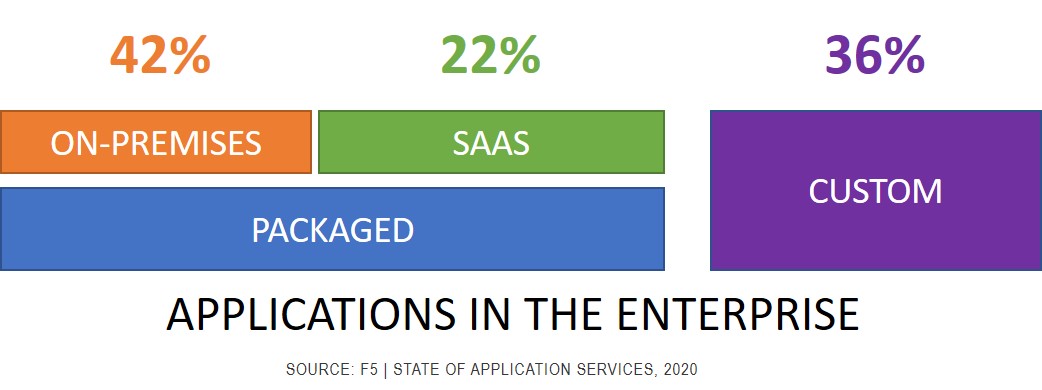 42% 22% 36%
ON-PREMISES SAAS
CUSTOM
PACKAGED
APPLICATIONS IN THE ENTERPRISE
SOURCE: F5 | STATE OF APPLICATION SERVICES, 2020